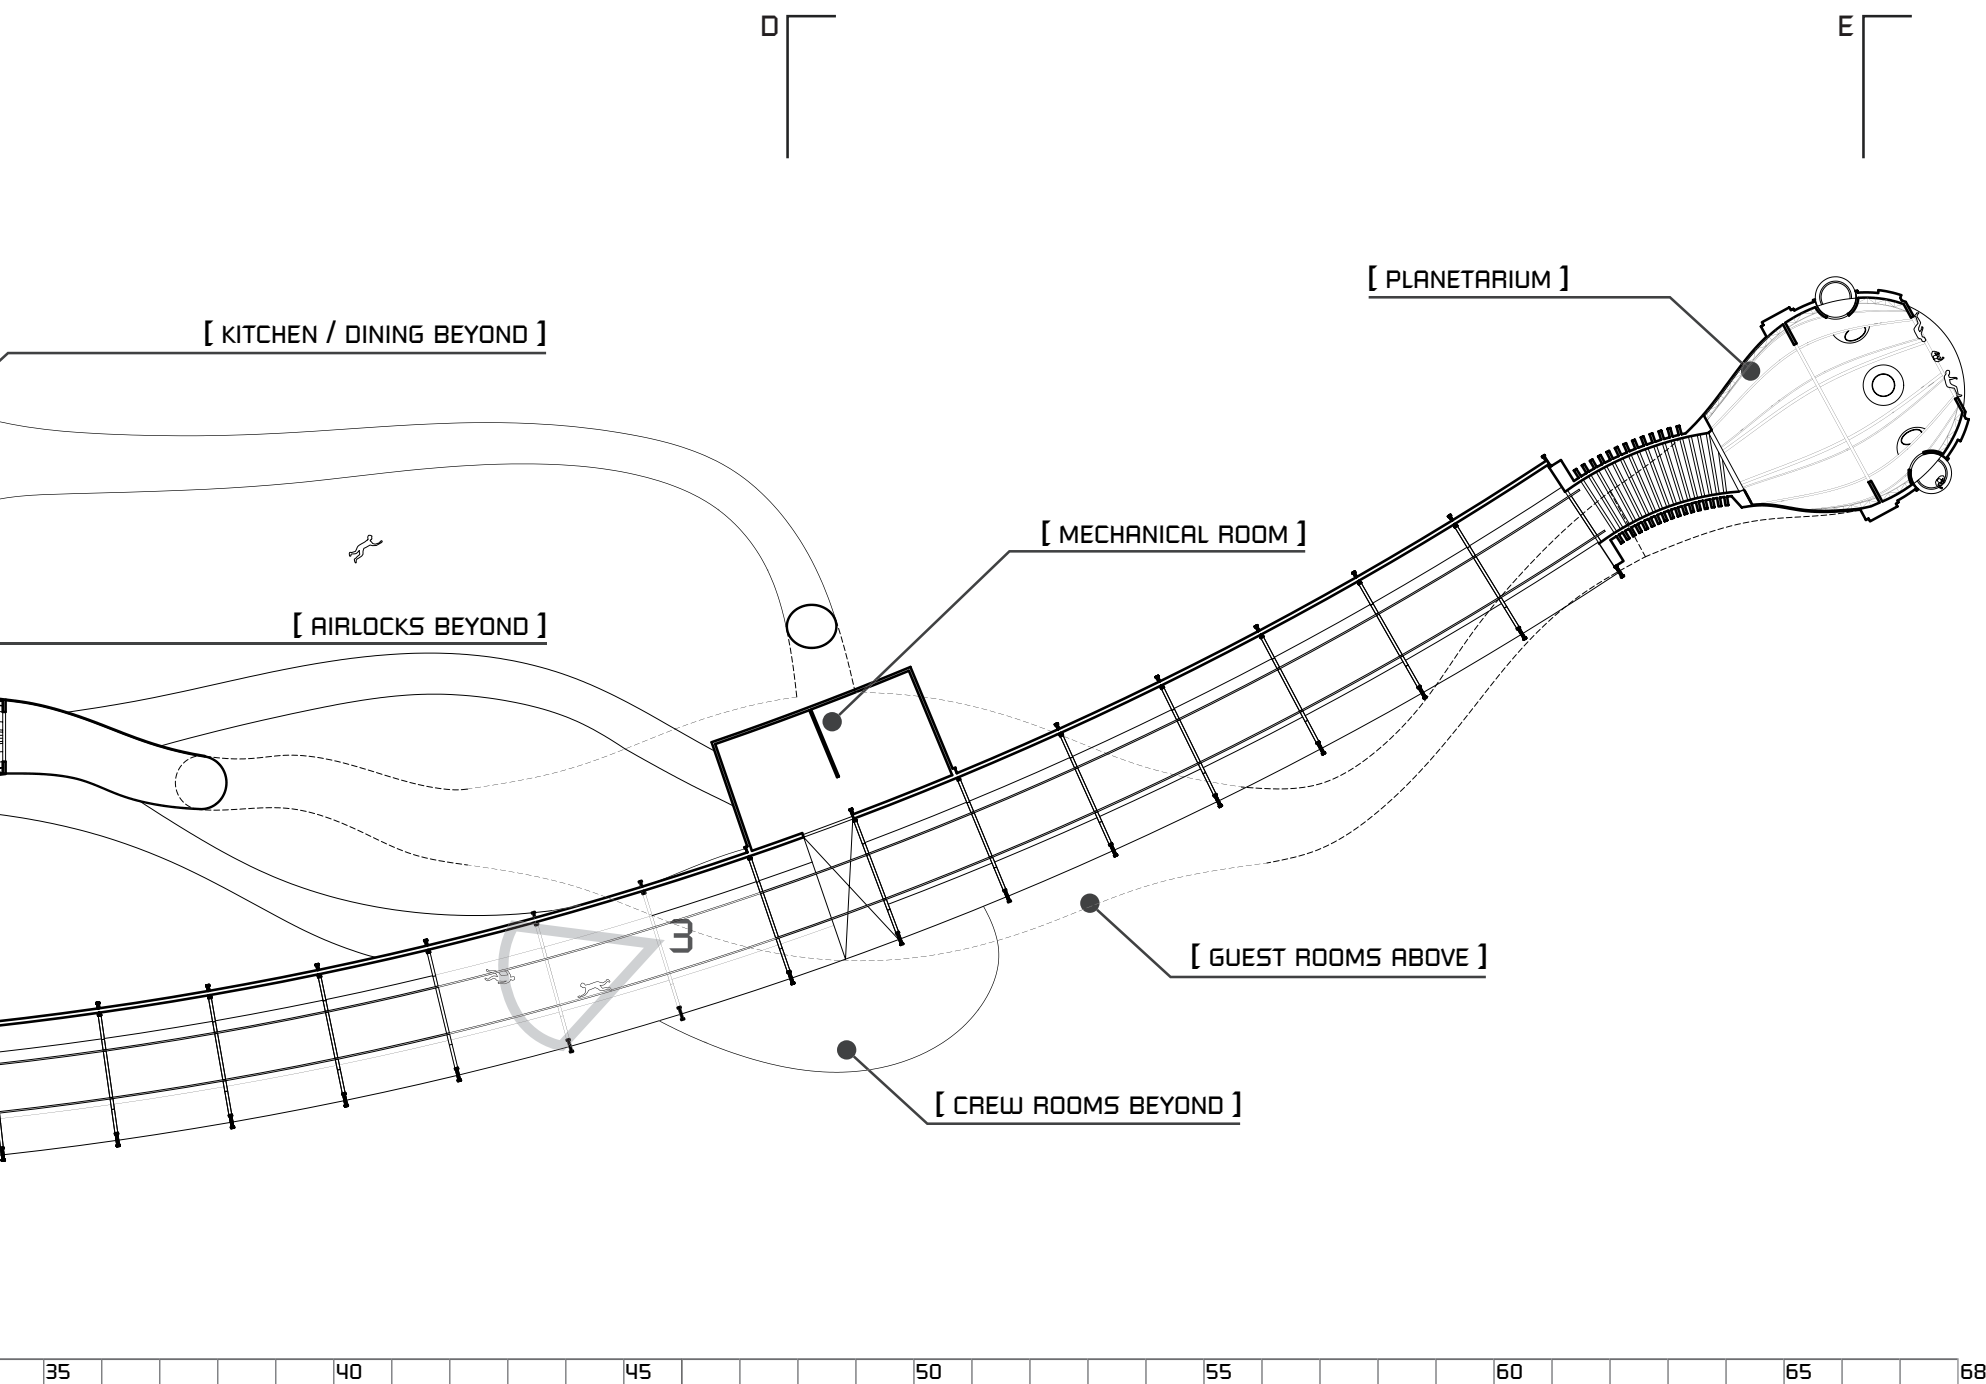 D
E
[ PLANETARIUM ]
[ KITCHEN / DINING BEYOND ]
[ MECHANICAL ROOM ]
[ AIRLOCKS BEYOND ]
3
[ GUEST ROOMS ABOVE ]
[ CREW ROOMS BEYOND ]
35 40 45 50 55 60 65 68